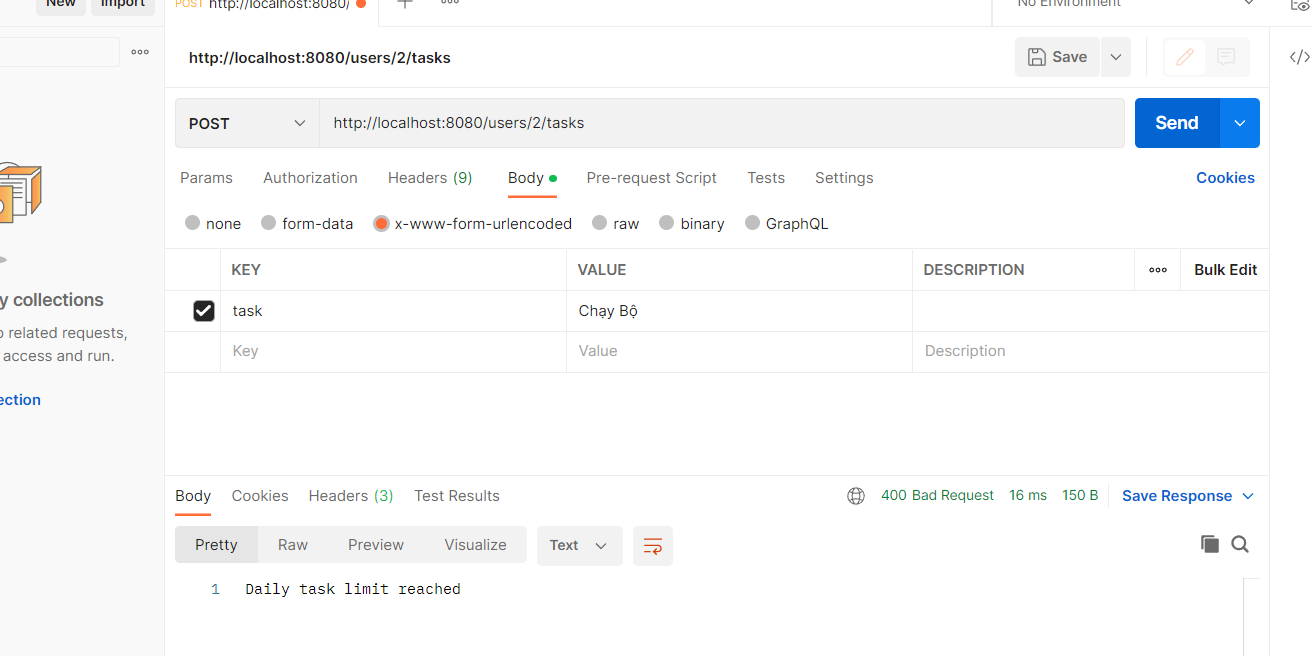 New Import
POST http://localhost:8080/ No Environment
http://localhost:8080/users/2/tasks Save
POST http://localhost:8080/users/2/tasks Send
Params Authorization Headers (9) Body Pre-request Script Tests Settings Cookies
none form-data x-www-form-urlencoded raw binary GraphQL
KEY VALUE DESCRIPTION Bulk Edit
task Chạy Bộ
Key Value Description
y collections
related requests,
access and run.
ection
Body Cookies Headers (3) Test Results 400 Bad Request 16 ms 150 B Save Response
Pretty Raw Preview Visualize Text
1 Daily task limit reached